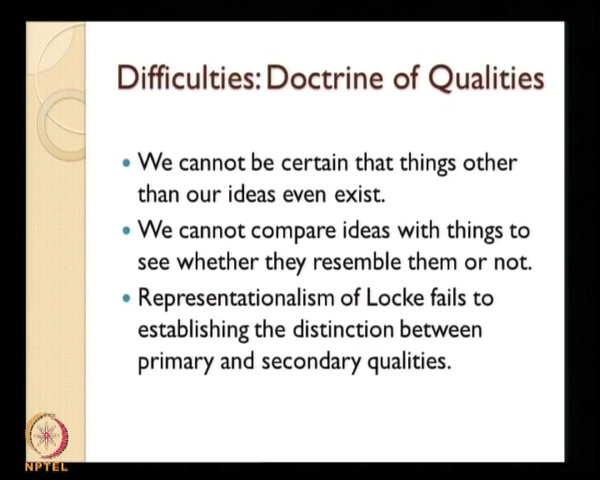 Difficulties: Doctrine of Qualities
• We cannot be certain that things other
than our ideas even exist.
• We cannot compare ideas with things to
see whether they resemble them or not.
• Representationalism of Locke fails to
establishing the distinction between
primary and secondary qualities.
NPTEL